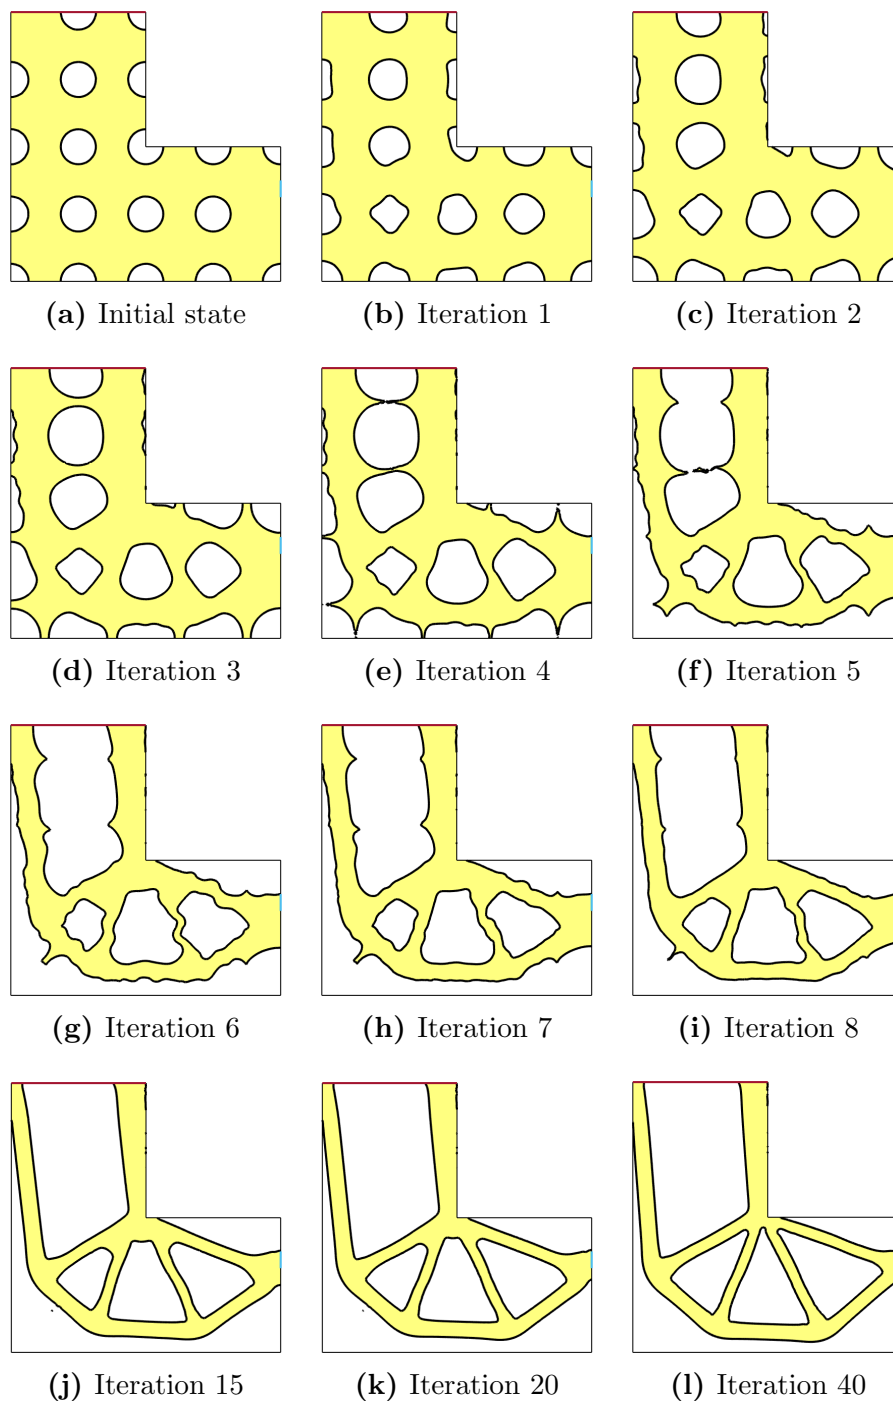 (a) Initial state
(b) Iteration 1
(c) Iteration 2
(d) Iteration 3
(e) Iteration 4
(f) Iteration 5
(g) Iteration 6
(h) Iteration 7
(i) Iteration 8
(j) Iteration 15
(k) Iteration 20
(l) Iteration 40